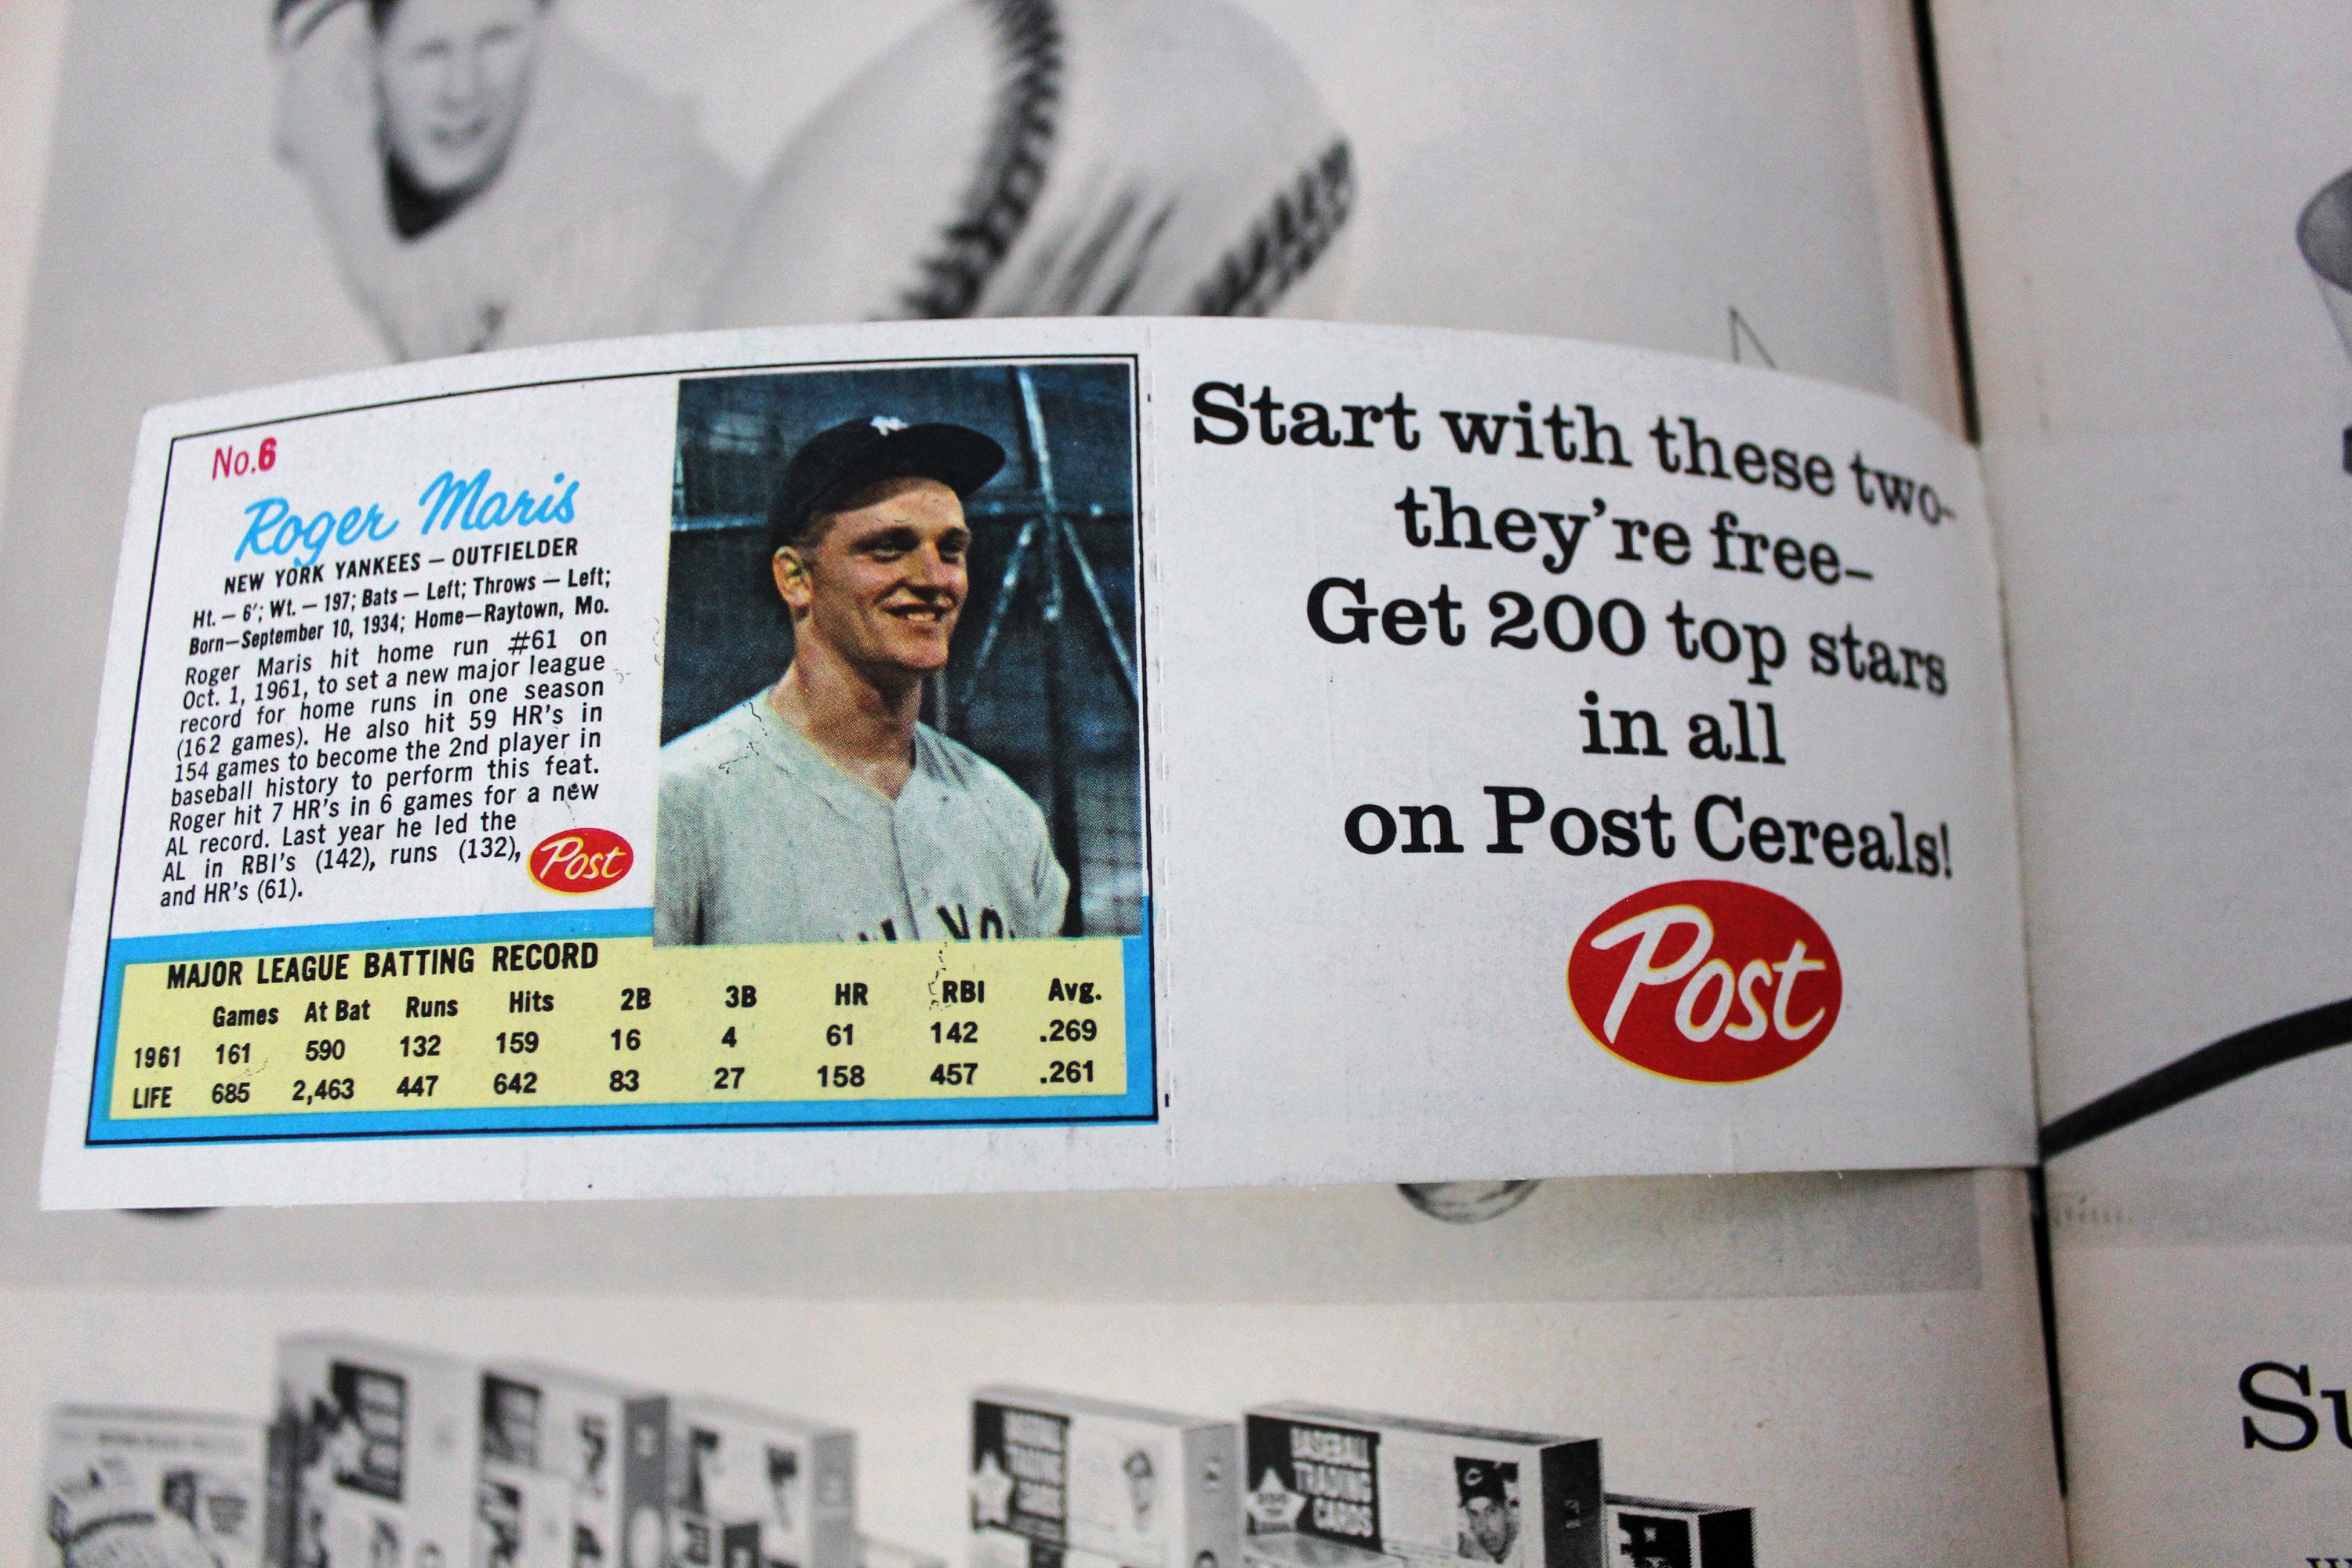 No.6
Roger Maris
NEW YORK YANKEES – OUTFIELDER
Ht. – 6'; Wt. – 197; Bats – Left; Throws – Left;
Born–September 10, 1934; Home–Raytown, Mo.
Roger Maris hit home run #61 on
Oct. 1, 1961, to set a new major league
record for home runs in one season
(162 games). He also hit 59 HR's in
154 games to become the 2nd player in
baseball history to perform this feat.
Roger hit 7 HR's in 6 games for a new
AL record. Last year he led the
AL in RBI's (142), runs (132),
and HR's (61).
Post
MAJOR LEAGUE BATTING RECORD
Games At Bat Runs Hits 2B 3B HR RBI Avg.
1961 161 590 132 159 16 4 61 142 .269
LIFE 685 2,463 447 642 83 27 158 457 .261
Start with these two–
they're free–
Get 200 top stars
in all
on Post Cereals!
Post
BASEBALL
TRADING
CARDS
BASEBALL
TRADING
CARDS
Su